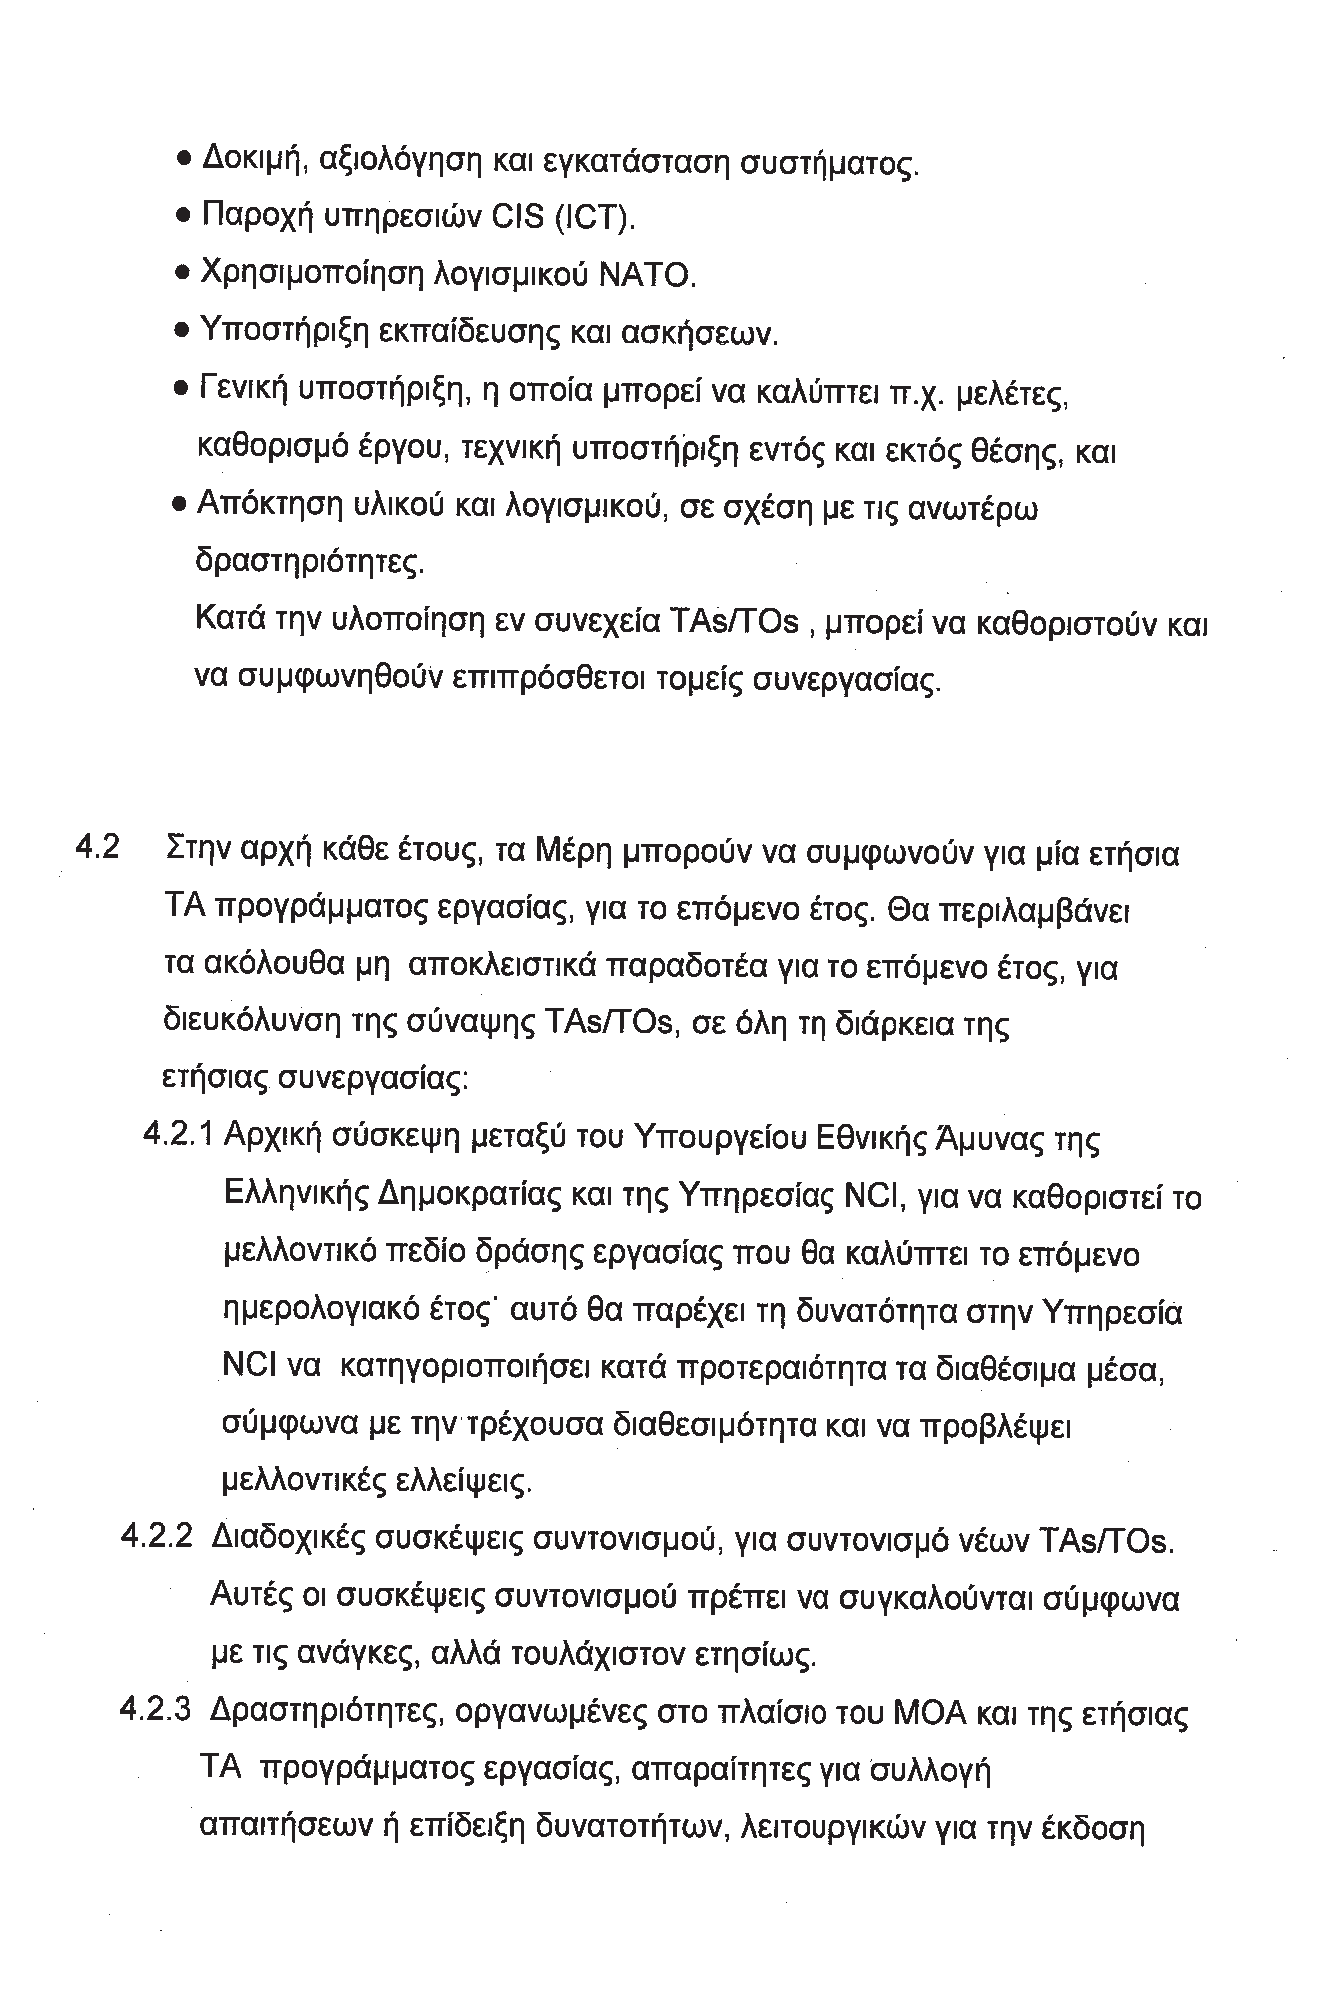 • Δοκιμή, αξιολόγηση και εγκατάσταση συστήματος.
• Παροχή υπηρεσιών CIS (ICT).
• Χρησιμοποίηση λογισμικού ΝΑΤΟ.
• Υποστήριξη εκπαίδευσης και ασκήσεων.
• Γενική υποστήριξη, η οποία μπορεί να καλύπτει π.χ. μελέτες,
καθορισμό έργου, τεχνική υποστήριξη εντός και εκτός θέσης, και
• Απόκτηση υλικού και λογισμικού, σε σχέση με τις ανωτέρω
δραστηριότητες.
Κατά την υλοποίηση εν συνεχεία TAs/TOs , μπορεί να καθοριστούν και
να συμφωνηθούν επιπρόσθετοι τομείς συνεργασίας.
4.2 Στην αρχή κάθε έτους, τα Μέρη μπορούν να συμφωνούν για μία ετήσια
ΤΑ προγράμματος εργασίας, για το επόμενο έτος. Θα περιλαμβάνει
τα ακόλουθα μη αποκλειστικά παραδοτέα για το επόμενο έτος, για
διευκόλυνση της σύναψης TAs/TOs, σε όλη τη διάρκεια της
ετήσιας συνεργασίας:
4.2.1 Αρχική σύσκεψη μεταξύ του Υπουργείου Εθνικής Άμυνας της
Ελληνικής Δημοκρατίας και της Υπηρεσίας NCI, για να καθοριστεί το
μελλοντικό πεδίο δράσης εργασίας που θα καλύπτει το επόμενο
ημερολογιακό έτος˙ αυτό θα παρέχει τη δυνατότητα στην Υπηρεσία
NCI να κατηγοριοποιήσει κατά προτεραιότητα τα διαθέσιμα μέσα,
σύμφωνα με την τρέχουσα διαθεσιμότητα και να προβλέψει
μελλοντικές ελλείψεις.
4.2.2 Διαδοχικές συσκέψεις συντονισμού, για συντονισμό νέων TAs/TOs.
Αυτές οι συσκέψεις συντονισμού πρέπει να συγκαλούνται σύμφωνα
με τις ανάγκες, αλλά τουλάχιστον ετησίως.
4.2.3 Δραστηριότητες, οργανωμένες στο πλαίσιο του ΜΟΑ και της ετήσιας
ΤΑ προγράμματος εργασίας, απαραίτητες για συλλογή
απαιτήσεων ή επίδειξη δυνατοτήτων, λειτουργικών για την έκδοση